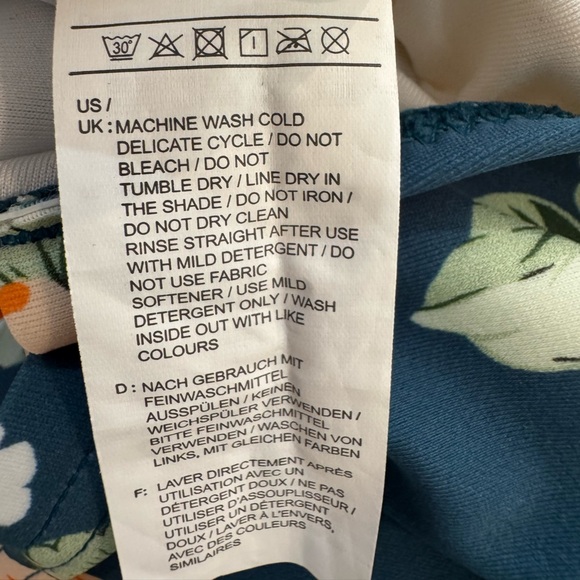 30°
US /
UK : MACHINE WASH COLD
DELICATE CYCLE / DO NOT
BLEACH / DO NOT
TUMBLE DRY / LINE DRY IN
THE SHADE / DO NOT IRON /
DO NOT DRY CLEAN
RINSE STRAIGHT AFTER USE
WITH MILD DETERGENT / DO
NOT USE FABRIC
SOFTENER / USE MILD
DETERGENT ONLY / WASH
INSIDE OUT WITH LIKE
COLOURS
D : NACH GEBRAUCH MIT
FEINWASCHMITTEL
AUSSPÜLEN / KEINEN
WEICHSPÜLER VERWENDEN /
BITTE FEINWASCHMITTEL
VERWENDEN / WASCHEN VON
LINKS, MIT GLEICHEN FARBEN
F: LAVER DIRECTEMENT APRÈS
UTILISATION AVEC UN
DÉTERGENT DOUX / NE PAS
UTILISER D'ASSOUPLISSEUR /
UTILISER UN DÉTERGENT
DOUX / LAVER À L'ENVERS,
AVEC DES COULEURS
SIMILAIRES